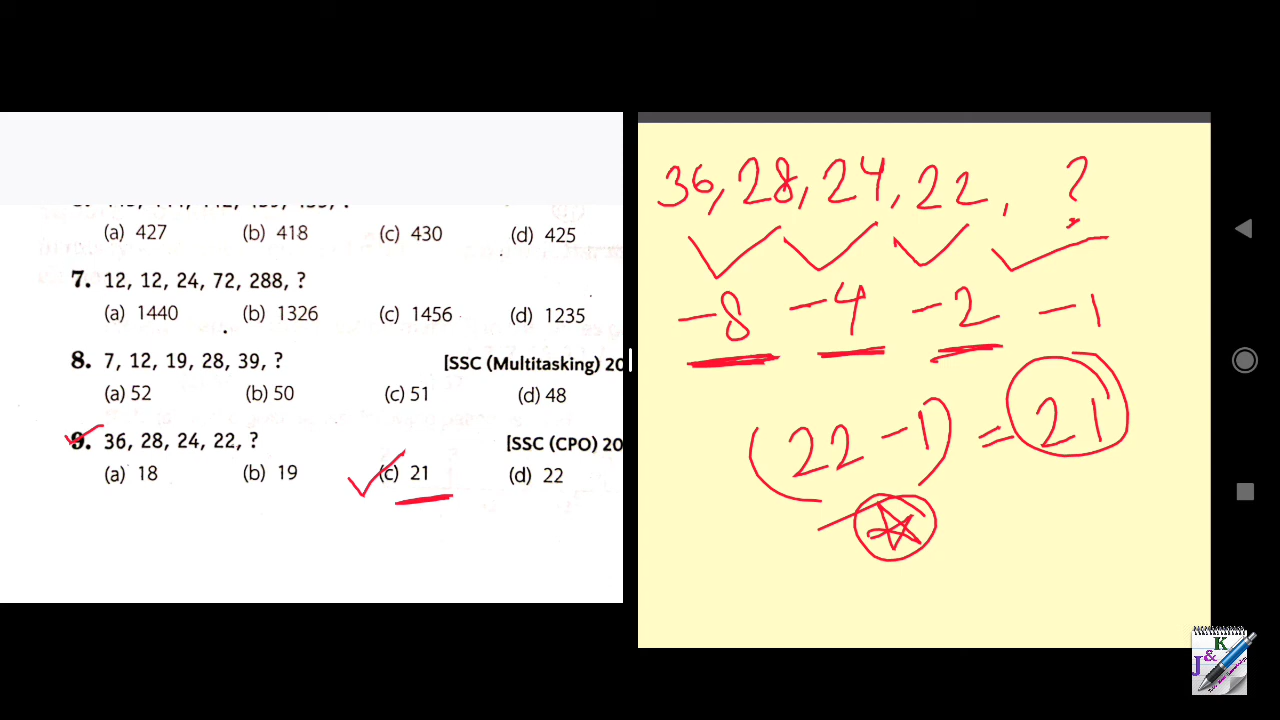 (a) 427 (b) 418 (c) 430 (d) 425
7. 12, 12, 24, 72, 288, ?
(a) 1440 (b) 1326 (c) 1456 (d) 1235
8. 7, 12, 19, 28, 39, ? [SSC (Multitasking) 20
(a) 52 (b) 50 (c) 51 (d) 48
9. 36, 28, 24, 22, ? [SSC (CPO) 20
(a) 18 (b) 19 (c) 21 (d) 22
36, 28, 24, 22, ?
-8 -4 -2 -1
(22-1) = 21
J&K